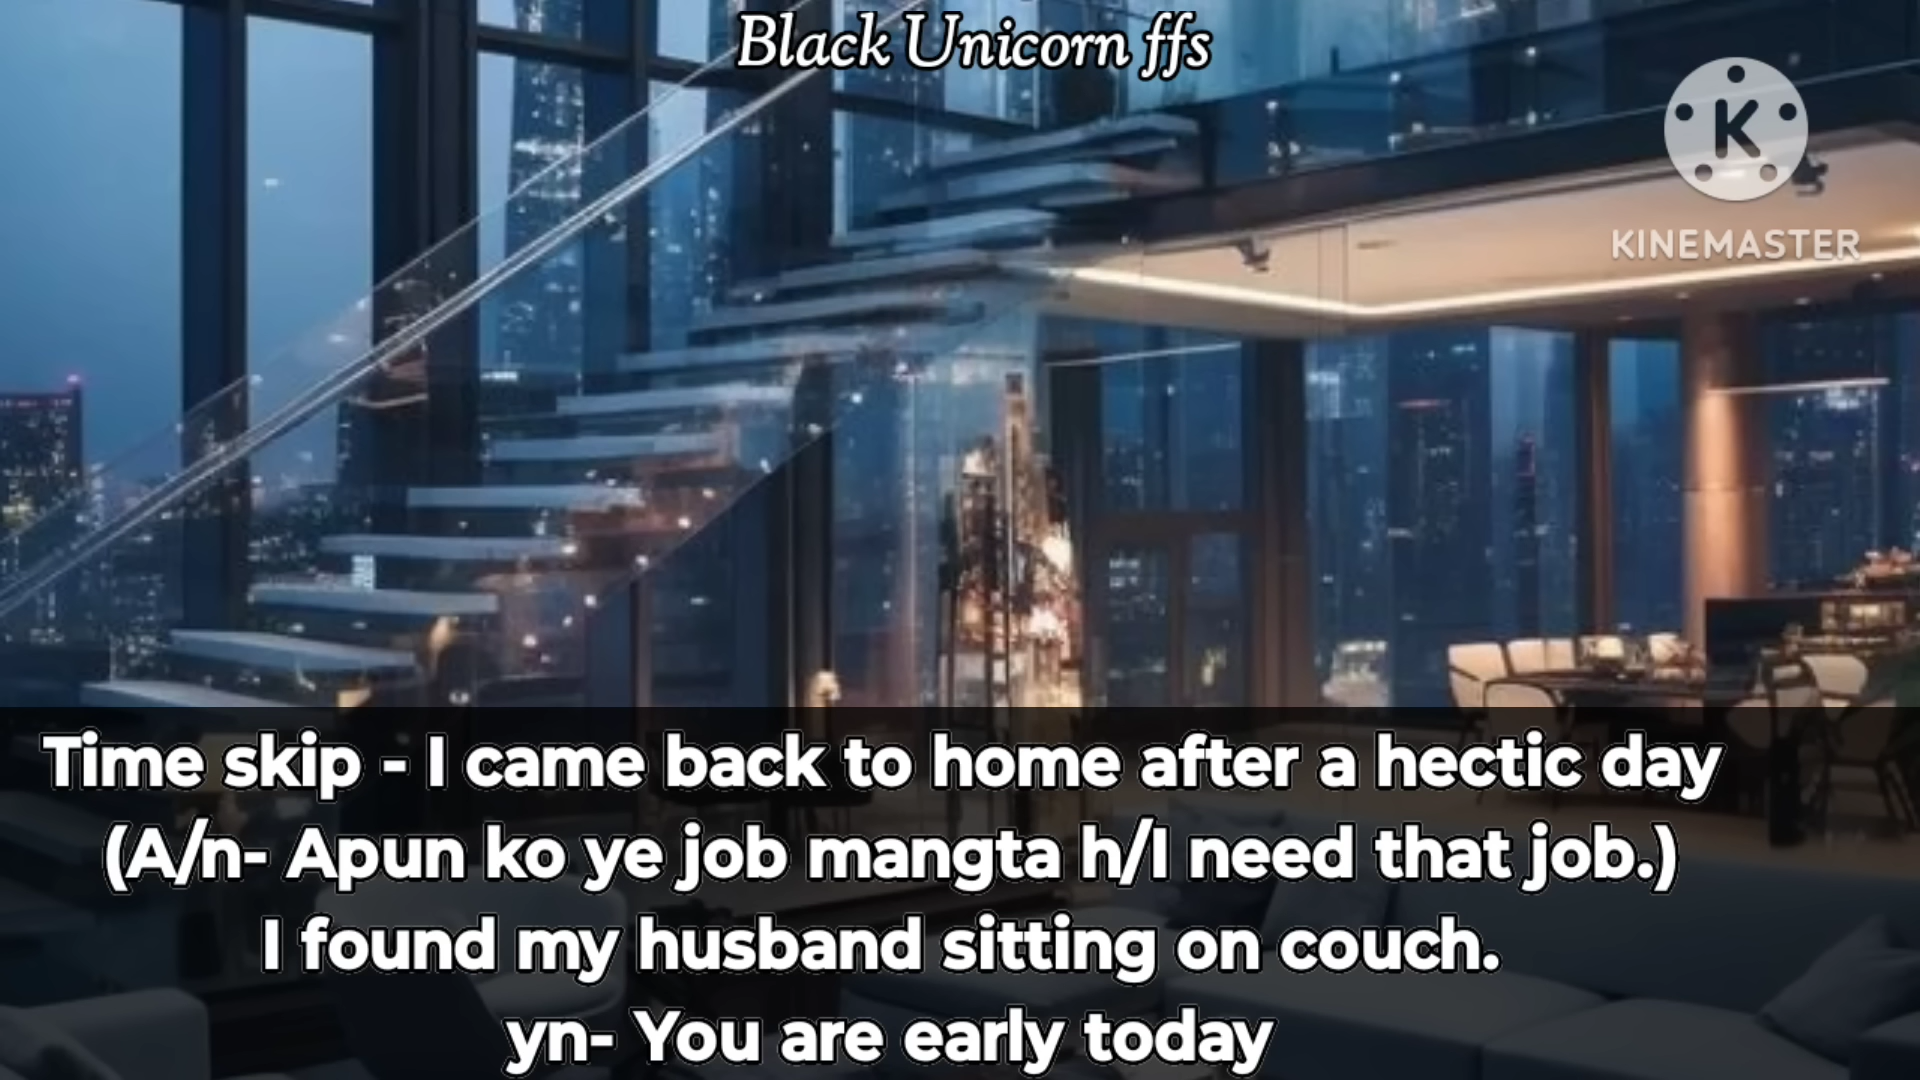 Black Unicorn ffs
K
KINEMASTER
Time skip - I came back to home after a hectic day
(A/n- Apun ko ye job mangta h/I need that job.)
I found my husband sitting on couch.
yn- You are early today